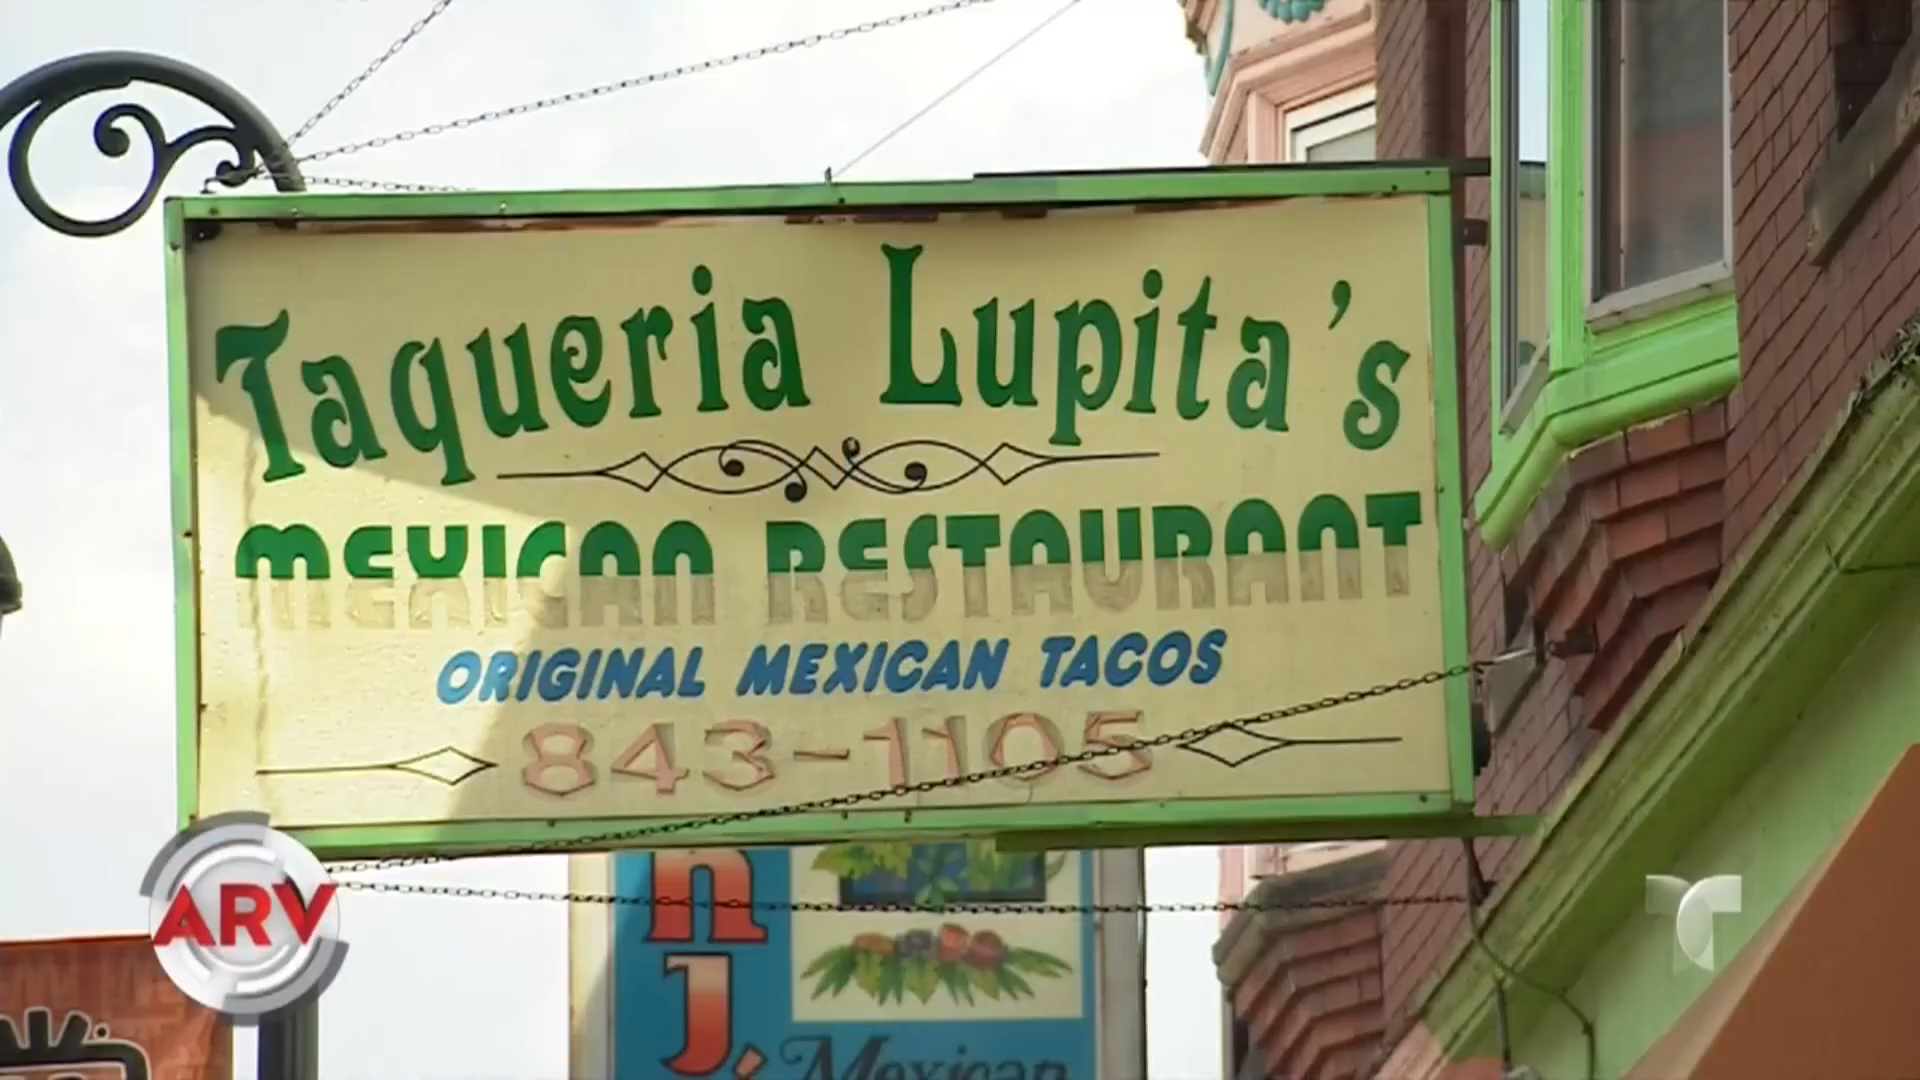 Taqueria Lupita's
MEXICAN RESTAURANT
ORIGINAL MEXICAN TACOS
843-1105
ARV
n
J.
Mexican